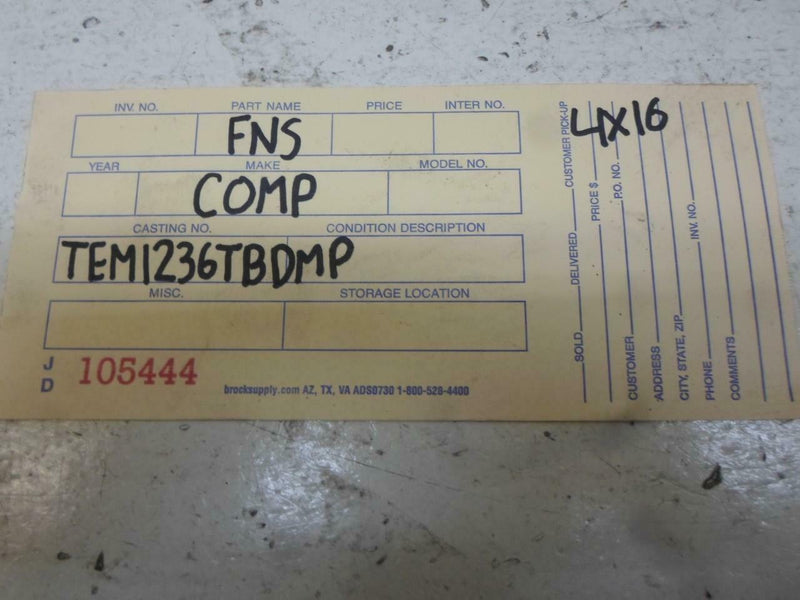 INV. NO. PART NAME PRICE INTER NO.
FNS
YEAR MAKE MODEL NO.
COMP
CASTING NO. CONDITION DESCRIPTION
TEM1236TBDMP
MISC. STORAGE LOCATION
J D 105444
brocksupply.com AZ, TX, VA ADS0730 1-800-528-4400
4X16
SOLD DELIVERED CUSTOMER PICK-UP
PRICE $
CUSTOMER P.O. NO.
ADDRESS
CITY, STATE, ZIP INV. NO.
PHONE
COMMENTS